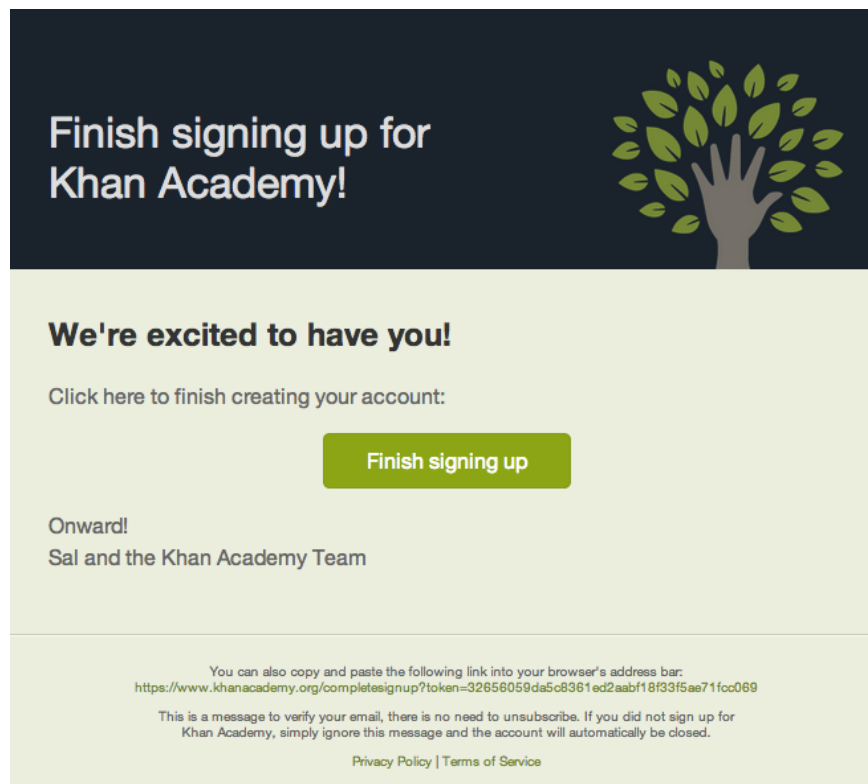 Finish signing up for
Khan Academy!
We're excited to have you!
Click here to finish creating your account:
Finish signing up
Onward!
Sal and the Khan Academy Team
You can also copy and paste the following link into your browser's address bar:
https://www.khanacademy.org/completesignup?token=32656059da5c8361ed2aabf18f33f5ae71fcc069
This is a message to verify your email, there is no need to unsubscribe. If you did not sign up for
Khan Academy, simply ignore this message and the account will automatically be closed.
Privacy Policy | Terms of Service